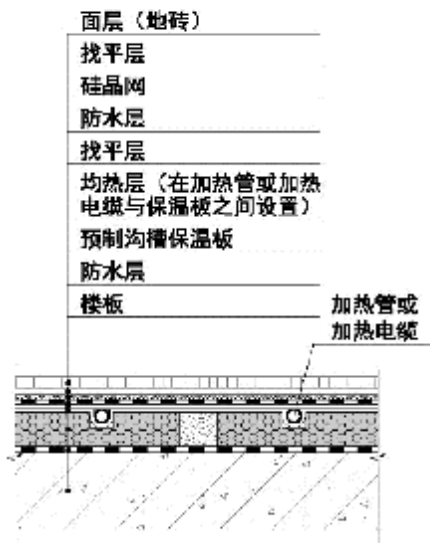 面层（地砖）
找平层
硅晶网
防水层
找平层
均热层（在加热管或加热
电缆与保温板之间设置）
预制沟槽保温板
防水层
楼板
加热管或
加热电缆